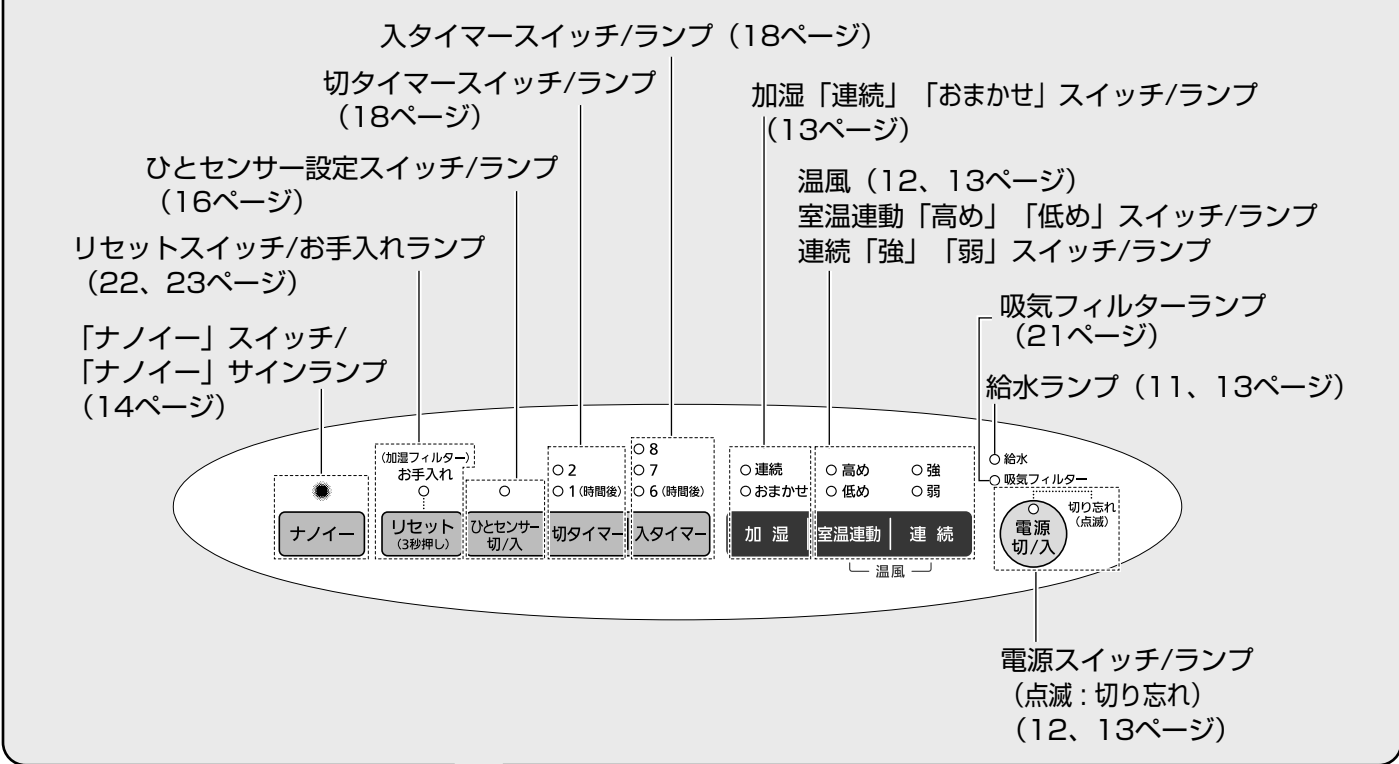 入タイマースイッチ/ランプ（18ページ）
切タイマースイッチ/ランプ
（18ページ）
加湿「連続」「おまかせ」スイッチ/ランプ
（13ページ）
ひとセンサー設定スイッチ/ランプ
（16ページ）
温風（12、13ページ）
室温連動「高め」「低め」スイッチ/ランプ
連続「強」「弱」スイッチ/ランプ
リセットスイッチ/お手入れランプ
（22、23ページ）
吸気フィルターランプ
（21ページ）
「ナノイー」スイッチ/
「ナノイー」サインランプ
（14ページ）
給水ランプ（11、13ページ）
(加湿フィルター)
お手入れ
2
1(時間後)
8
7
6(時間後)
連続
おまかせ
高め
低め
強
弱
給水
吸気フィルター
切り忘れ
(点滅)
ナノイー
リセット
(3秒押し)
ひとセンサー
切/入
切タイマー
入タイマー
加 湿
室温連動
連 続
温風
電源
切/入
電源スイッチ/ランプ
（点滅：切り忘れ）
（12、13ページ）